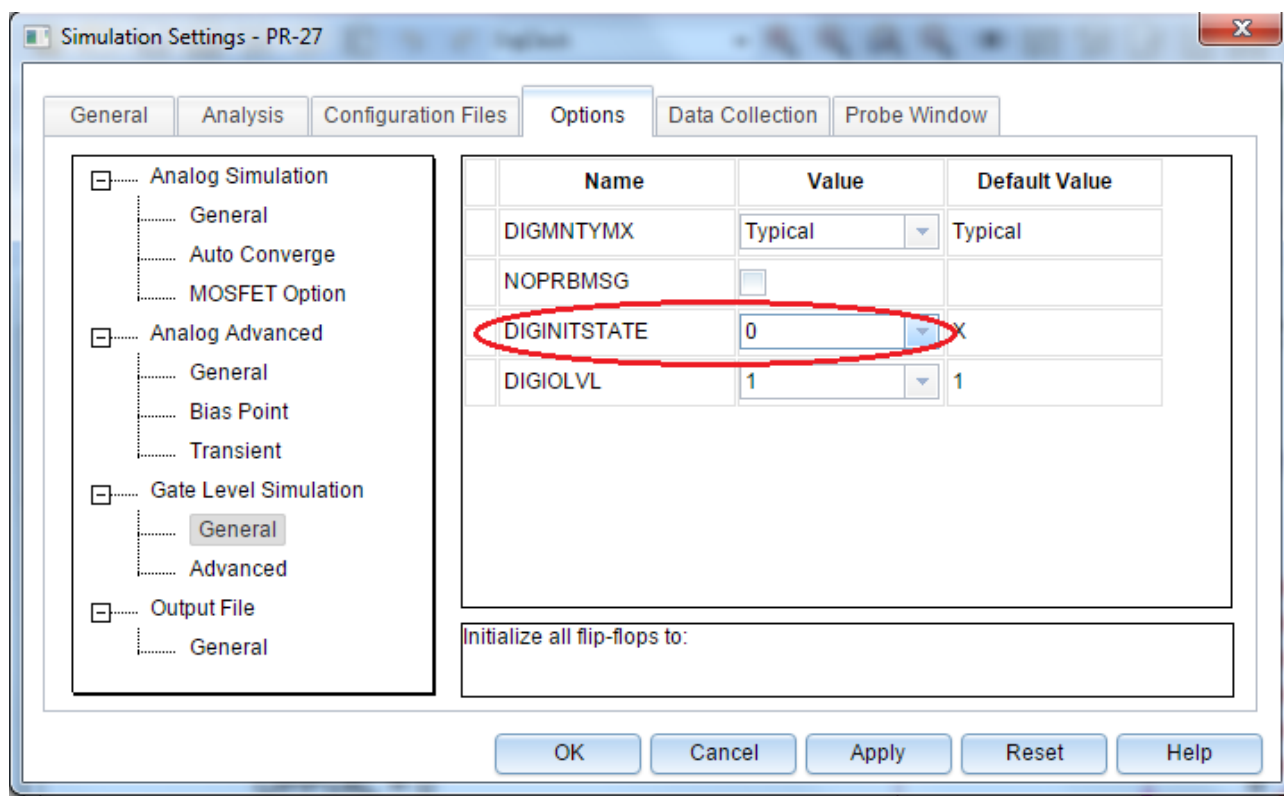 Simulation Settings - PR-27
X
General Analysis Configuration Files Options Data Collection Probe Window
Analog Simulation
General
Auto Converge
MOSFET Option
Analog Advanced
General
Bias Point
Transient
Gate Level Simulation
General
Advanced
Output File
General
Name Value Default Value
DIGMNTYMX Typical Typical
NOPRBMSG
DIGINITSTATE 0 X
DIGIOLVL 1 1
Initialize all flip-flops to:
OK Cancel Apply Reset Help